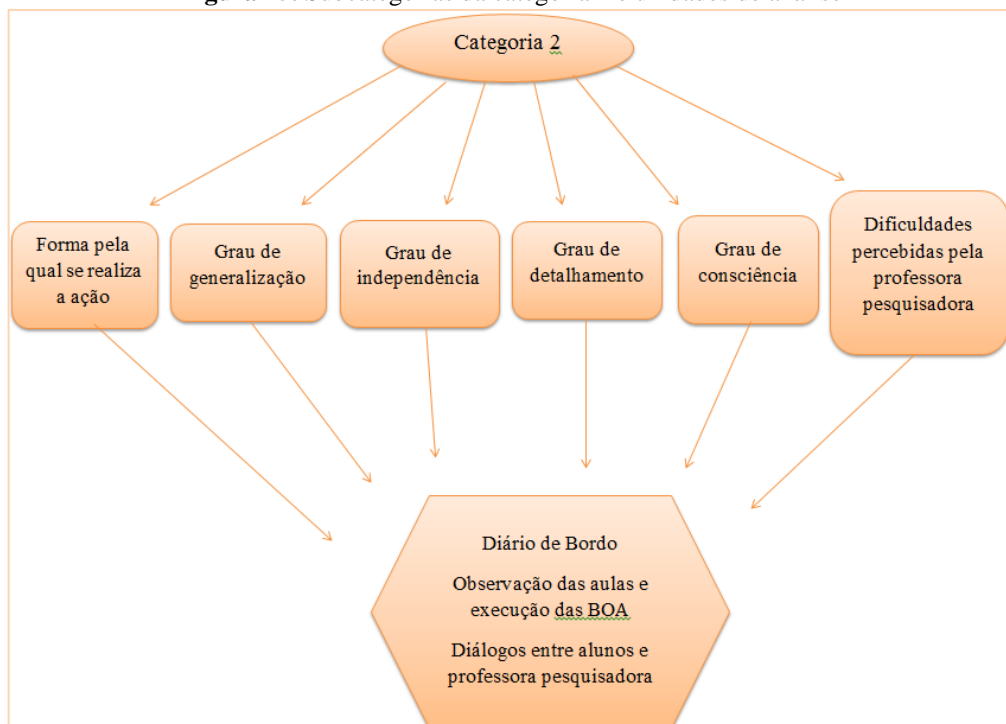 Categoria 2
Forma pela
qual se realiza
a ação
Grau de
generalização
Grau de
independência
Grau de
detalhamento
Grau de
consciência
Dificuldades
percebidas pela
professora
pesquisadora
Diário de Bordo
Observação das aulas e
execução das BOA
Diálogos entre alunos e
professora pesquisadora